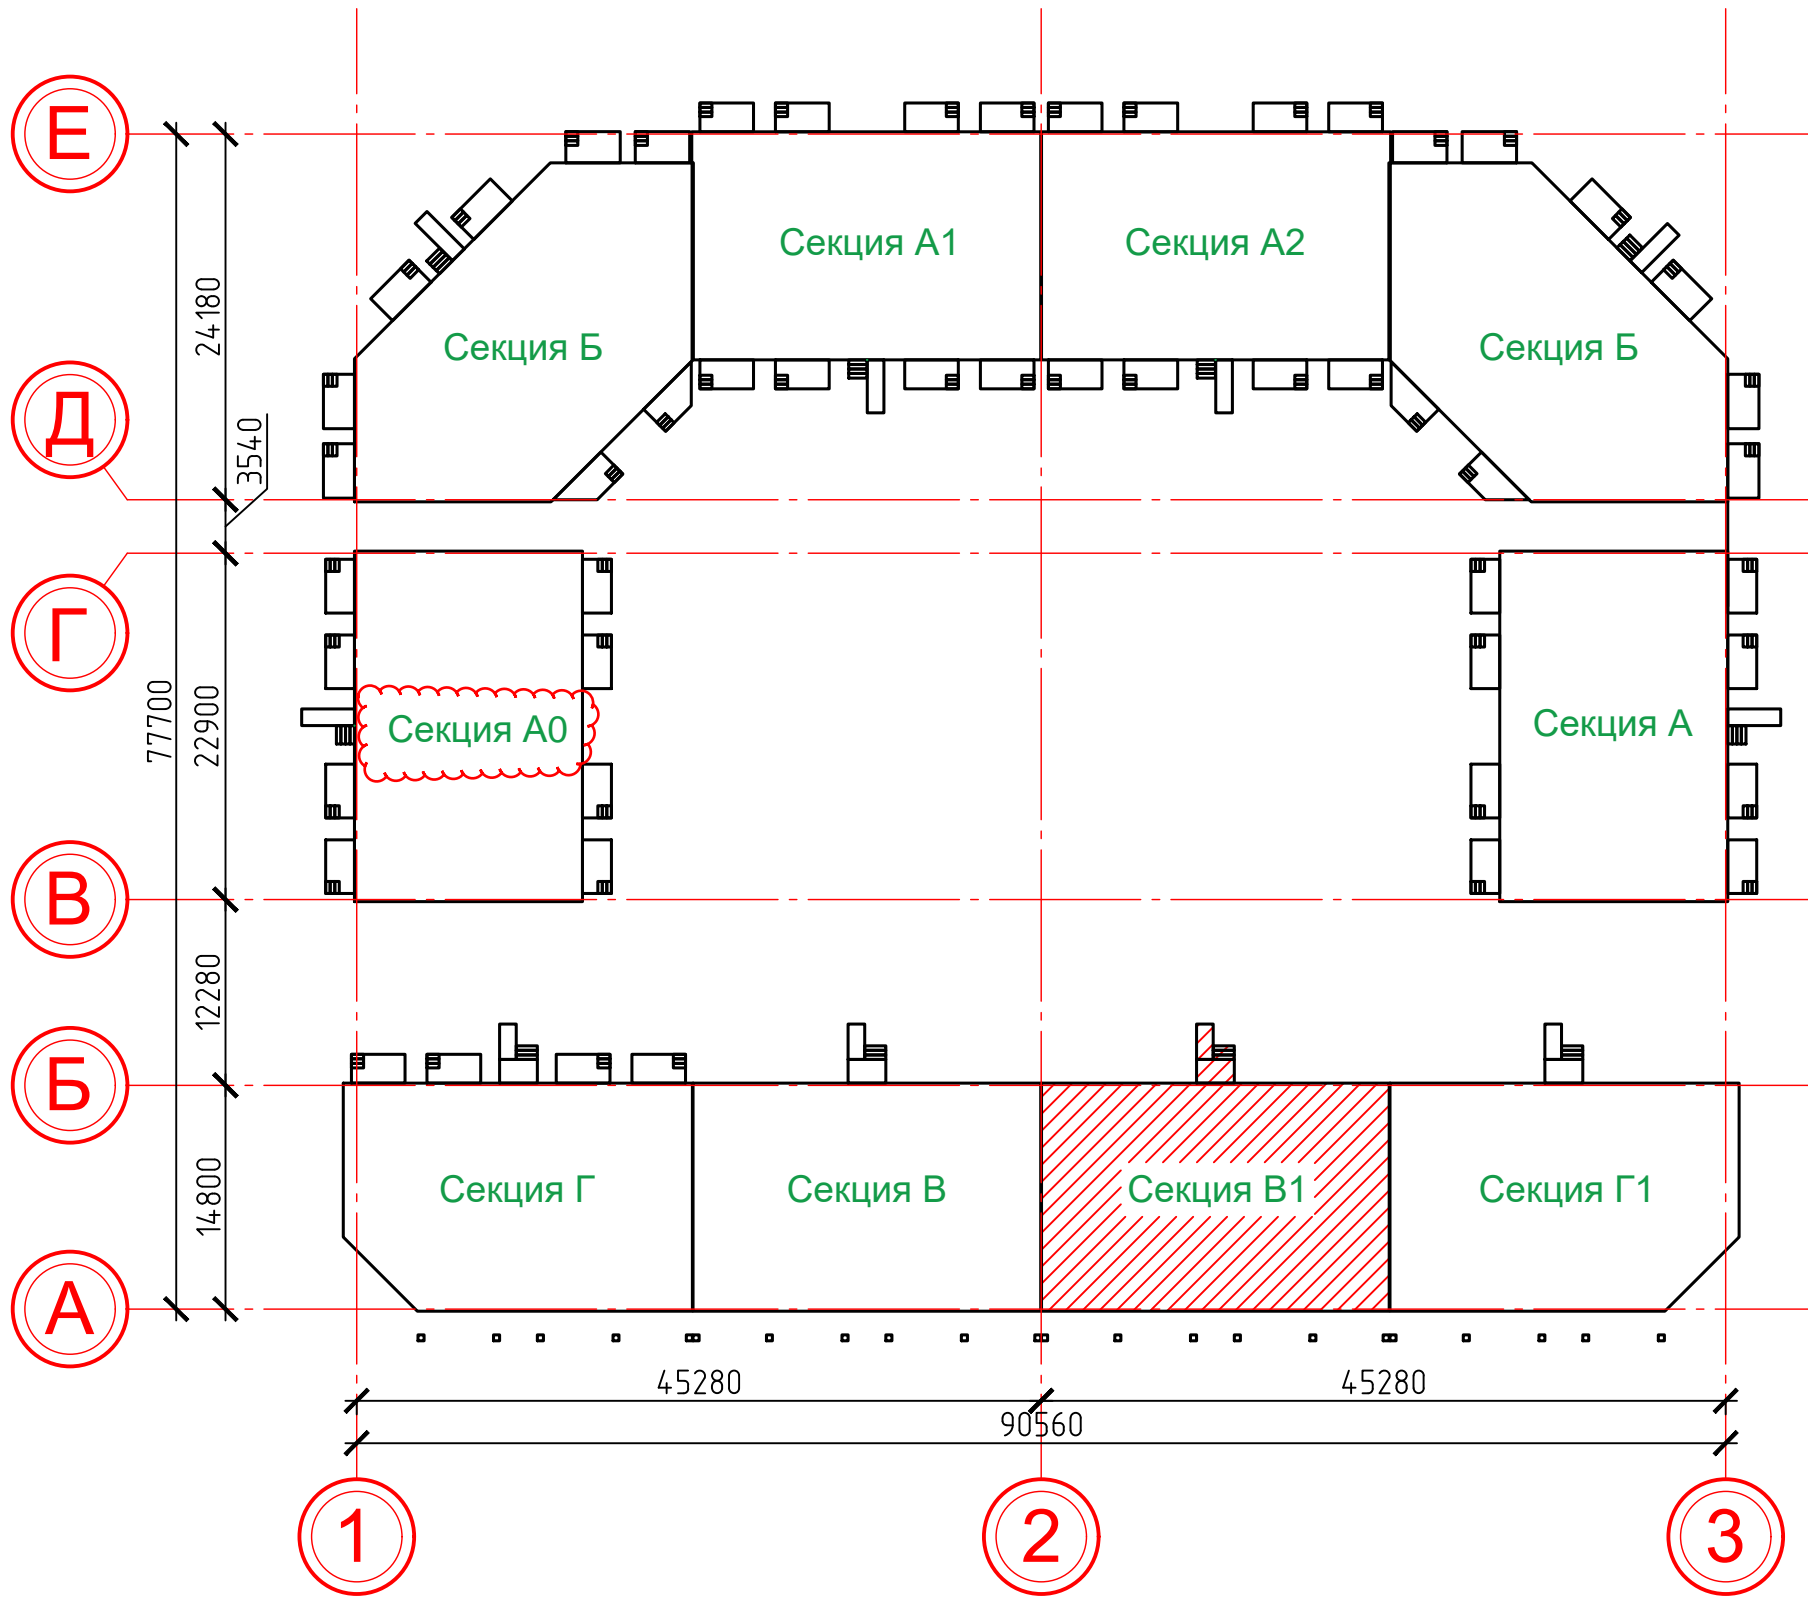 Е
Секция А1
Секция А2
24180
Секция Б
Секция Б
Д
3540
Г
77700
22900
Секция А0
Секция А
В
12280
Б
14800
Секция Г
Секция В
Секция В1
Секция Г1
А
45280
45280
90560
1
2
3